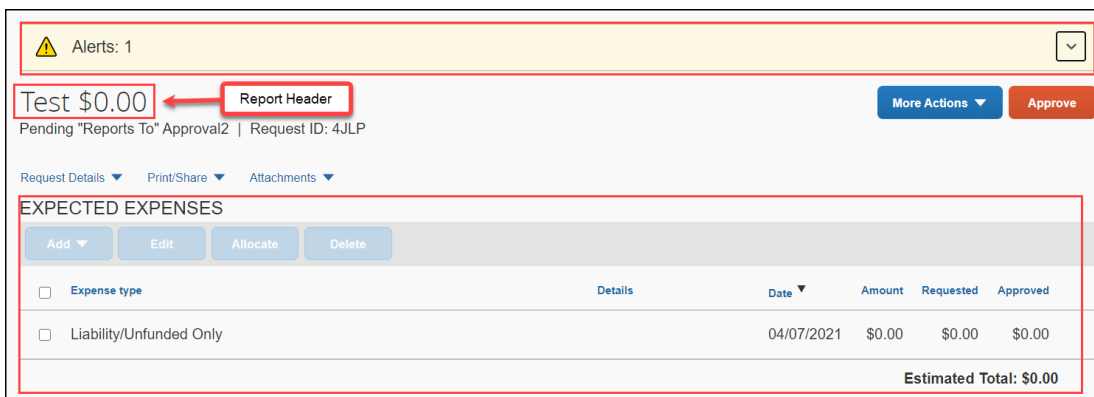 Alerts: 1
Test $0.00
Report Header
More Actions
Approve
Pending "Reports To" Approval2 | Request ID: 4JLP
Request Details Print/Share Attachments
EXPECTED EXPENSES
Add Edit Allocate Delete
Expense type Details Date Amount Requested Approved
Liability/Unfunded Only 04/07/2021 $0.00 $0.00 $0.00
Estimated Total: $0.00